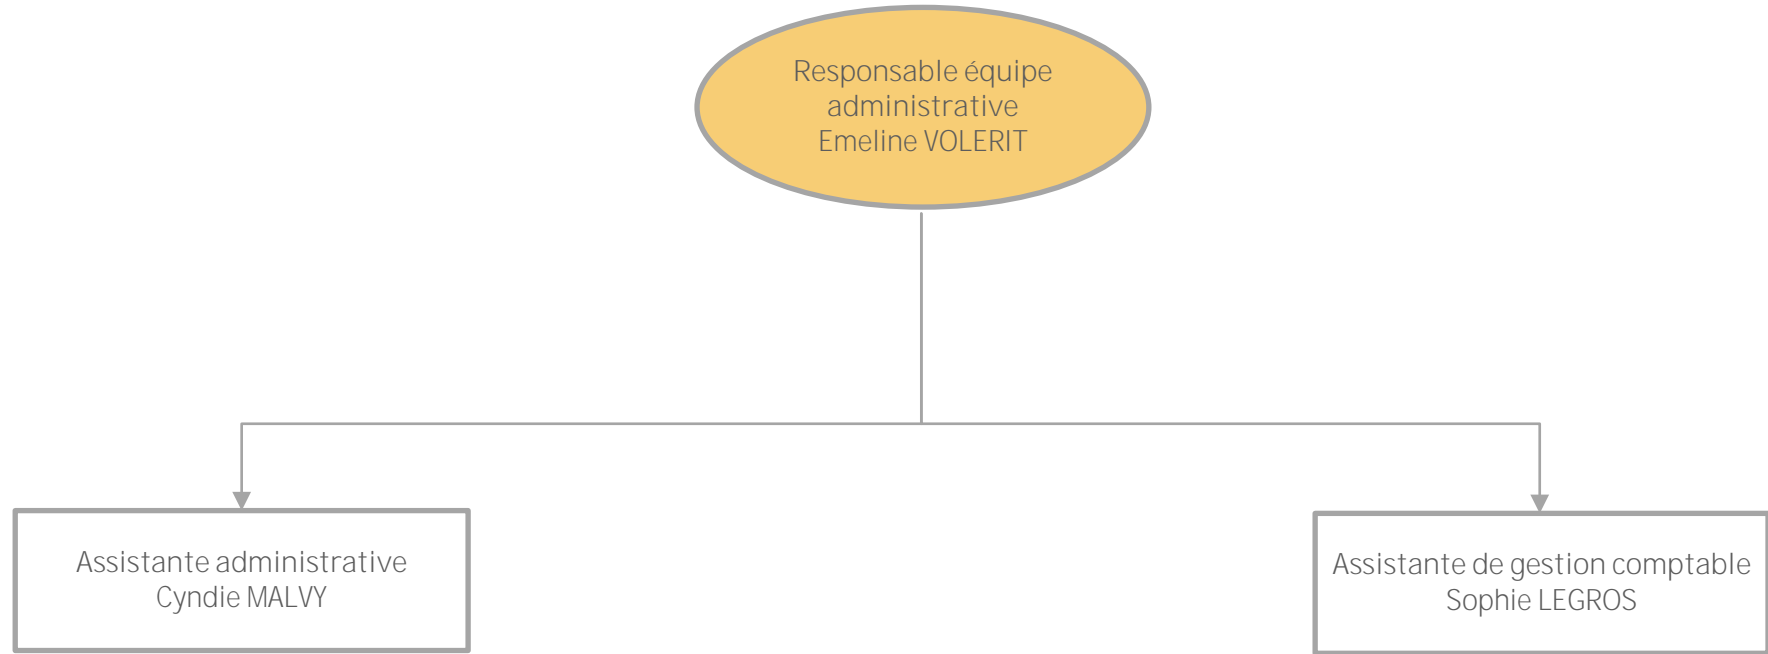 Responsable équipe
administrative
Emeline VOLERIT
Assistante administrative
Cyndie MALVY
Assistante de gestion comptable
Sophie LEGROS